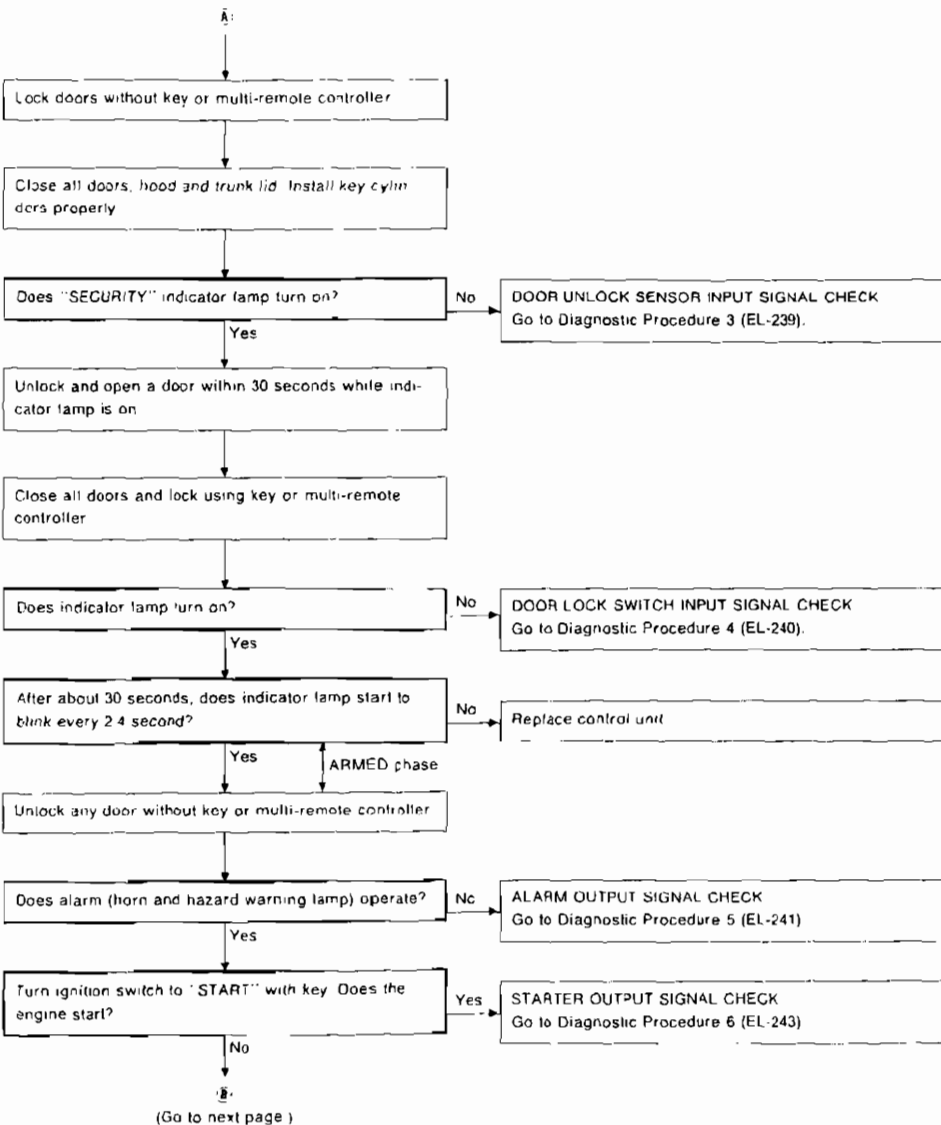 A
Lock doors without key or multi-remote controller
Close all doors, hood and trunk lid Install key cylin
ders properly
Does "SECURITY" indicator lamp turn on?
No
DOOR UNLOCK SENSOR INPUT SIGNAL CHECK
Go to Diagnostic Procedure 3 (EL-239).
Yes
Unlock and open a door within 30 seconds while indi-
cator lamp is on
Close all doors and lock using key or multi-remote
controller
Does indicator lamp turn on?
No
DOOR LOCK SWITCH INPUT SIGNAL CHECK
Go to Diagnostic Procedure 4 (EL-240).
Yes
After about 30 seconds, does indicator lamp start to
blink every 2 4 second?
No
Replace control unit
Yes
ARMED phase
Unlock any door without key or multi-remote controller
Does alarm (horn and hazard warning lamp) operate?
No
ALARM OUTPUT SIGNAL CHECK
Go to Diagnostic Procedure 5 (EL-241)
Yes
Turn ignition switch to "START" with key Does the
engine start?
Yes
STARTER OUTPUT SIGNAL CHECK
Go to Diagnostic Procedure 6 (EL-243)
No
B
(Go to next page )